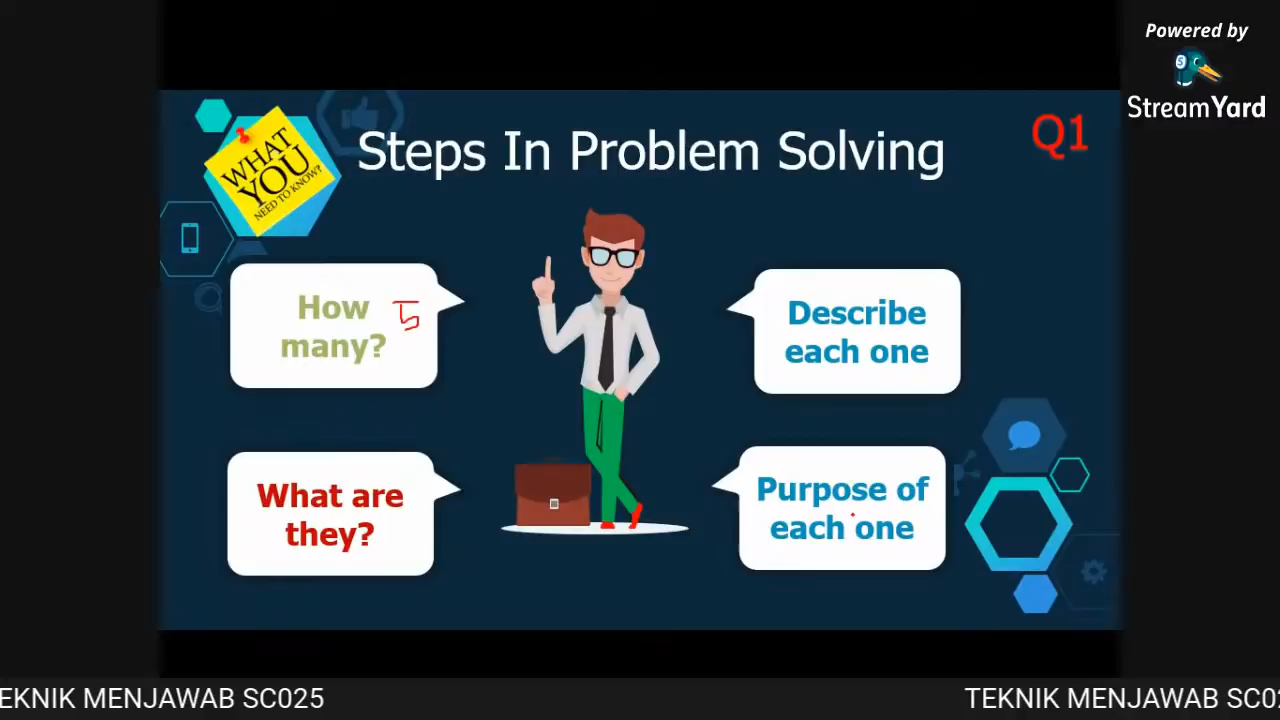 Powered by
StreamYard
Steps In Problem Solving
Q1
WHAT
YOU
NEED TO KNOW?
How
many?
5
Describe
each one
What are
they?
Purpose of
each one
EKNIK MENJAWAB SC025
TEKNIK MENJAWAB SC02